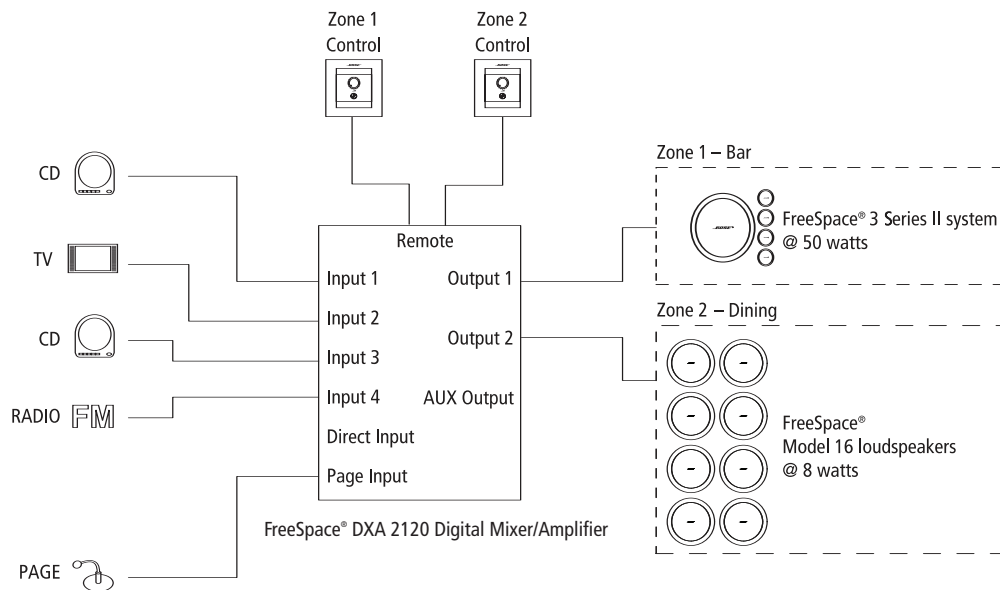 Zone 1
Control
Zone 2
Control
CD
TV
CD
RADIO FM
PAGE
Remote
Input 1
Input 2
Input 3
Input 4
Direct Input
Page Input
Output 1
Output 2
AUX Output
FreeSpace® DXA 2120 Digital Mixer/Amplifier
Zone 1 – Bar
BOSE
FreeSpace® 3 Series II system
@ 50 watts
Zone 2 – Dining
FreeSpace®
Model 16 loudspeakers
@ 8 watts